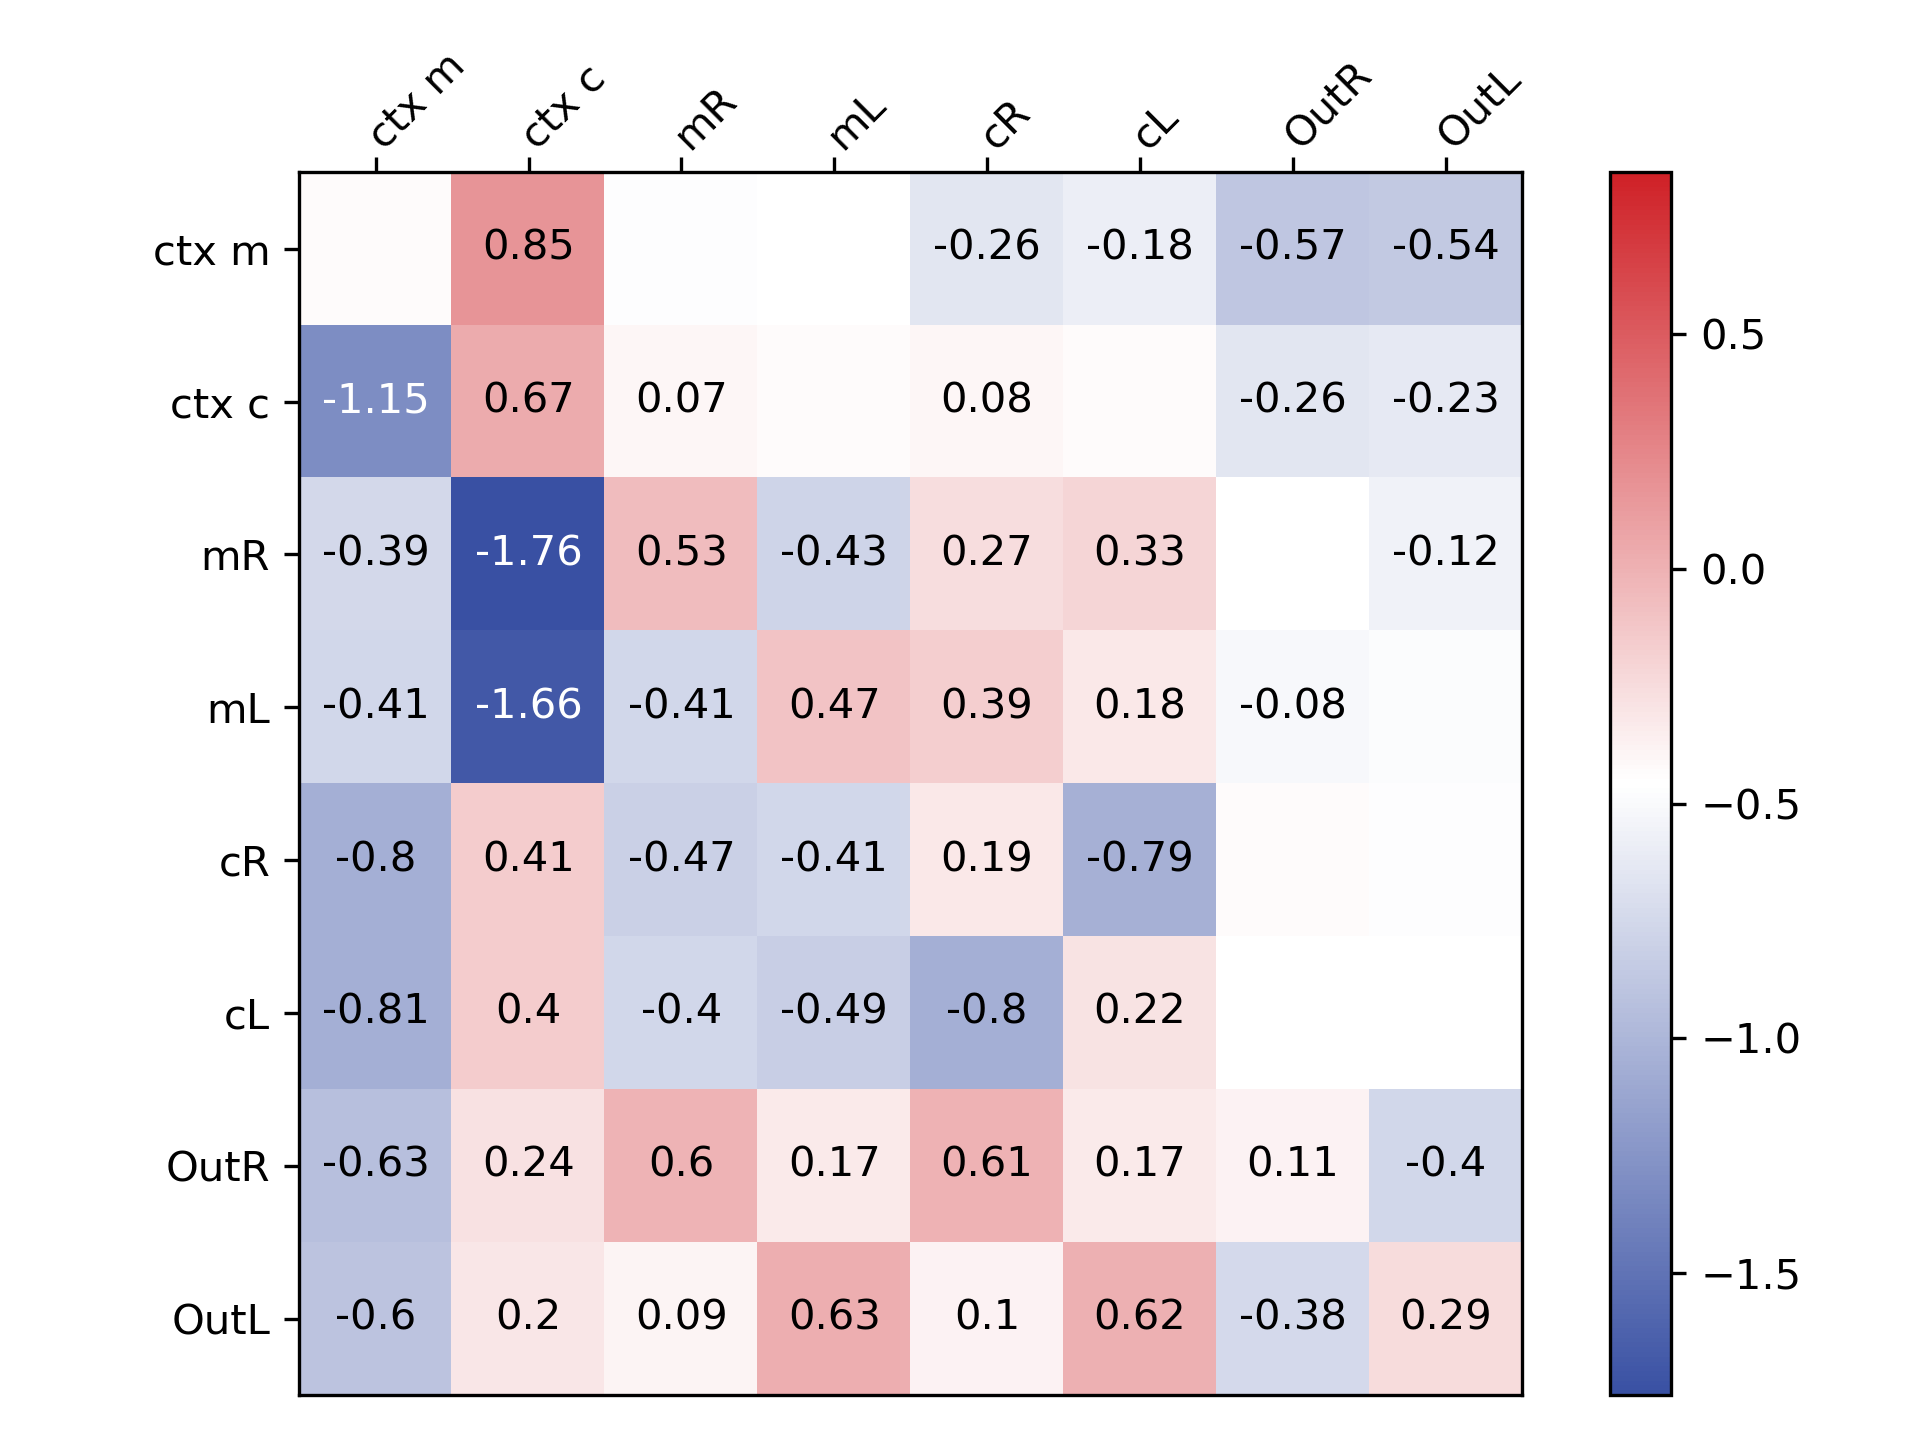 ctx m ctx c mR mL cR cL OutR OutL
ctx m 0.85 -0.26 -0.18 -0.57 -0.54
ctx c -1.15 0.67 0.07 0.08 -0.26 -0.23
mR -0.39 -1.76 0.53 -0.43 0.27 0.33 -0.12
mL -0.41 -1.66 -0.41 0.47 0.39 0.18 -0.08
cR -0.8 0.41 -0.47 -0.41 0.19 -0.79
cL -0.81 0.4 -0.4 -0.49 -0.8 0.22
OutR -0.63 0.24 0.6 0.17 0.61 0.17 0.11 -0.4
OutL -0.6 0.2 0.09 0.63 0.1 0.62 -0.38 0.29
0.5
0.0
−0.5
−1.0
−1.5